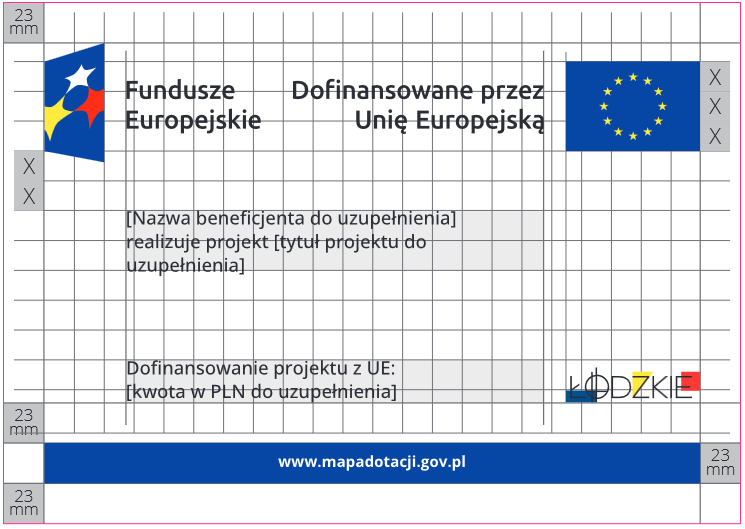 23
mm
Fundusze
Europejskie
Dofinansowane przez
Unię Europejską
X
X
X
X
X
[Nazwa beneficjenta do uzupełnienia]
realizuje projekt [tytuł projektu do
uzupełnienia]
Dofinansowanie projektu z UE:
[kwota w PLN do uzupełnienia]
ŁÓDZKIE
23
mm
www.mapadotacji.gov.pl
23
mm
23
mm